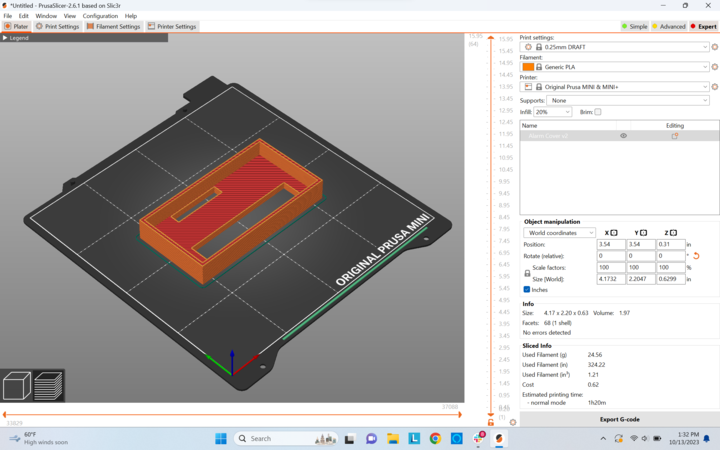 *Untitled - PrusaSlicer-2.6.1 based on Slic3r
File Edit Window View Configuration Help
Plater Print Settings Filament Settings Printer Settings Simple Advanced Expert
Legend
15.95
(64)
15.95
15.45
14.95
14.45
13.95
13.45
12.95
12.45
11.95
11.45
10.95
10.45
9.95
9.45
8.95
8.45
7.95
7.45
6.95
6.45
5.95
5.45
4.95
4.45
3.95
3.45
2.95
2.45
1.95
1.45
0.95
(1)
ORIGINAL PRUSA MINI
37088
33829
Print settings:
0.25mm DRAFT
Filament:
Generic PLA
Printer:
Original Prusa MINI & MINI+
Supports: None
Infill: 20% Brim:
Name Editing
Object manipulation
World coordinates X Y Z
Position: 3.54 3.54 0.31 in
Rotate (relative): 0 0 0 °
Scale factors: 100 100 100 %
Size [World]: 4.1732 2.2047 0.6299 in
Inches
Info
Size: 4.17 x 2.20 x 0.63 Volume: 1.97
Facets: 68 (1 shell)
No errors detected
Sliced Info
Used Filament (g) 24.56
Used Filament (in) 324.22
Used Filament (in³) 1.21
Cost 0.62
Estimated printing time:
- normal mode 1h20m
Export G-code
60°F
High winds soon
Search
8
1:32 PM
10/13/2023